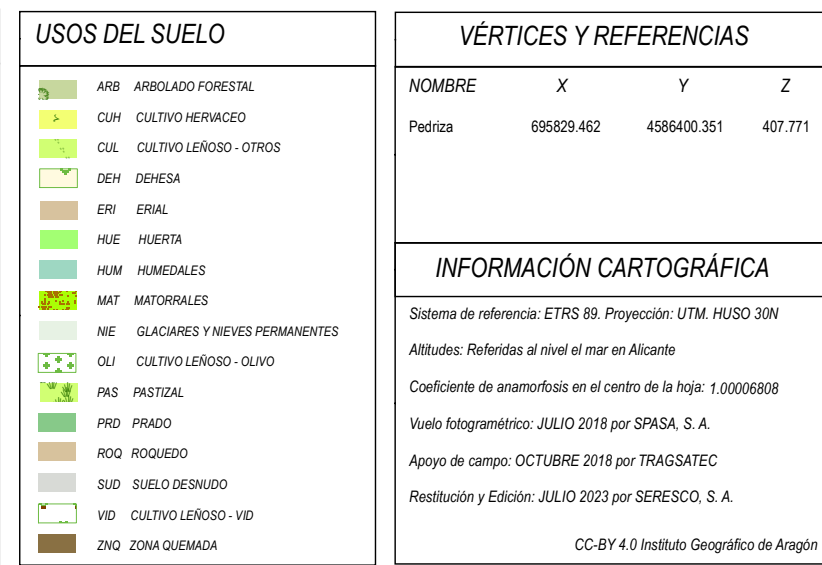 USOS DEL SUELO
ARB ARBOLADO FORESTAL
CUH CULTIVO HERVACEO
CUL CULTIVO LEÑOSO - OTROS
DEH DEHESA
ERI ERIAL
HUE HUERTA
HUM HUMEDALES
MAT MATORRALES
NIE GLACIARES Y NIEVES PERMANENTES
OLI CULTIVO LEÑOSO - OLIVO
PAS PASTIZAL
PRD PRADO
ROQ ROQUEDO
SUD SUELO DESNUDO
VID CULTIVO LEÑOSO - VID
ZNQ ZONA QUEMADA
VÉRTICES Y REFERENCIAS
NOMBRE X Y Z
Pedriza 695829.462 4586400.351 407.771
INFORMACIÓN CARTOGRÁFICA
Sistema de referencia: ETRS 89. Proyección: UTM. HUSO 30N
Altitudes: Referidas al nivel el mar en Alicante
Coeficiente de anamorfosis en el centro de la hoja: 1.00006808
Vuelo fotogramétrico: JULIO 2018 por SPASA, S. A.
Apoyo de campo: OCTUBRE 2018 por TRAGSATEC
Restitución y Edición: JULIO 2023 por SERESCO, S. A.
CC-BY 4.0 Instituto Geográfico de Aragón